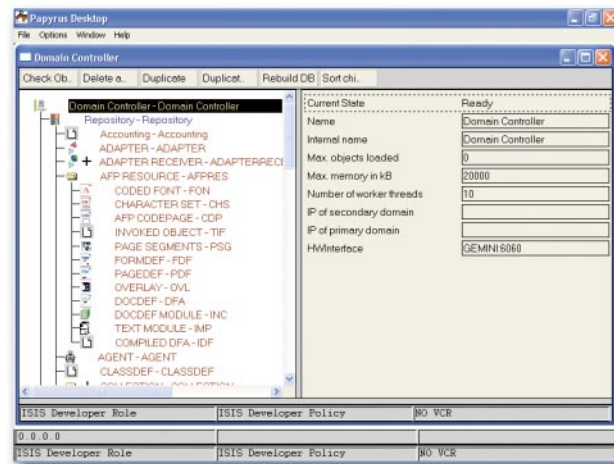 Papyrus Desktop
File Options Window Help
Domain Controller
Check Ob.. Delete a.. Duplicate Duplicat.. Rebuild DB Sort chi..
Domain Controller - Domain Controller
Repository - Repository
Accounting - Accounting
ADAPTER - ADAPTER
ADAPTER RECEIVER - ADAPTERRECE
AFP RESOURCE - AFPRES
CODED FONT - FON
CHARACTER SET - CHS
AFP CODEPAGE - CDP
INVOKED OBJECT - TIF
PAGE SEGMENTS - PSG
FORMDEF - FDF
PAGEDEF - PDF
OVERLAY - OVL
DOCDEF - DFA
DOCDEF MODULE - INC
TEXT MODULE - IMP
COMPILED DFA - IDF
AGENT - AGENT
CLASSDEF - CLASSDEF
COLLECTION - COLLECTION
Current State Ready
Name Domain Controller
Internal name Domain Controller
Max. objects loaded 0
Max. memory in kB 20000
Number of worker threads 10
IP of secondary domain
IP of primary domain
HWInterface GEMINI:6060
ISIS Developer Role ISIS Developer Policy NO VCR
0.0.0.0
ISIS Developer Role ISIS Developer Policy NO VCR